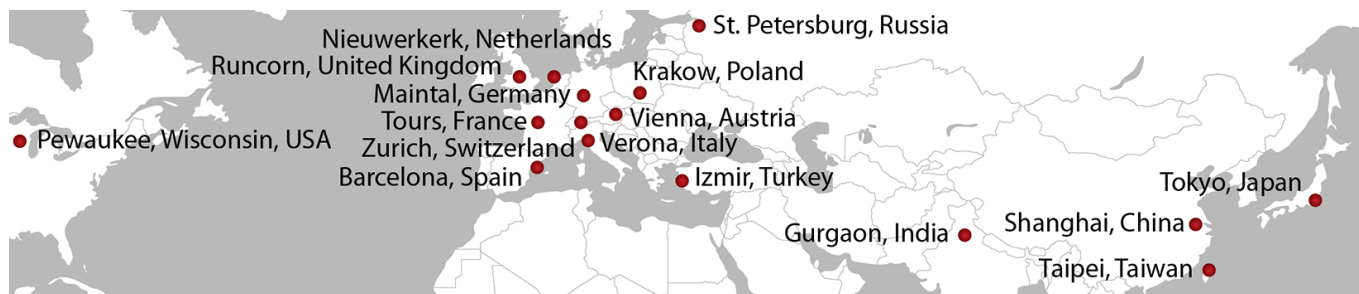 St. Petersburg, Russia
Nieuwerkerk, Netherlands
Runcorn, United Kingdom
Krakow, Poland
Maintal, Germany
Tours, France
Vienna, Austria
Pewaukee, Wisconsin, USA
Zurich, Switzerland
Verona, Italy
Barcelona, Spain
Izmir, Turkey
Tokyo, Japan
Shanghai, China
Gurgaon, India
Taipei, Taiwan